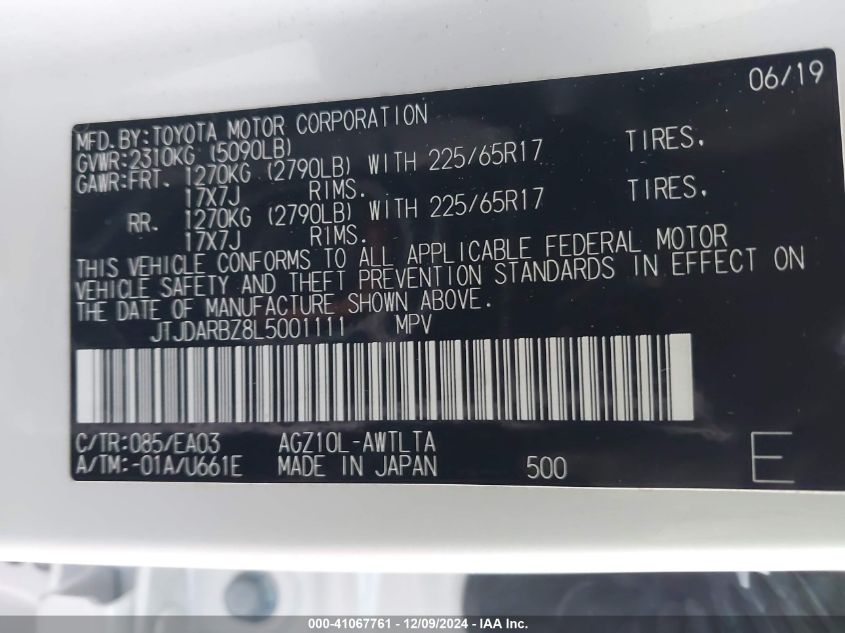 06/19
MFD.BY:TOYOTA MOTOR CORPORATION
GVWR:2310KG (5090LB)
GAWR:FRT. 1270KG (2790LB) WITH 225/65R17 TIRES.
17X7J RIMS.
RR. 1270KG (2790LB) WITH 225/65R17 TIRES.
17X7J RIMS.
THIS VEHICLE CONFORMS TO ALL APPLICABLE FEDERAL MOTOR
VEHICLE SAFETY AND THEFT PREVENTION STANDARDS IN EFFECT ON
THE DATE OF MANUFACTURE SHOWN ABOVE.
JTJDARBZ8L5001111 MPV
C/TR:085/EA03 AGZ10L-AWTLTA
A/TM:-01A/U661E MADE IN JAPAN 500 E
000-41067761 - 12/09/2024 - IAA Inc.